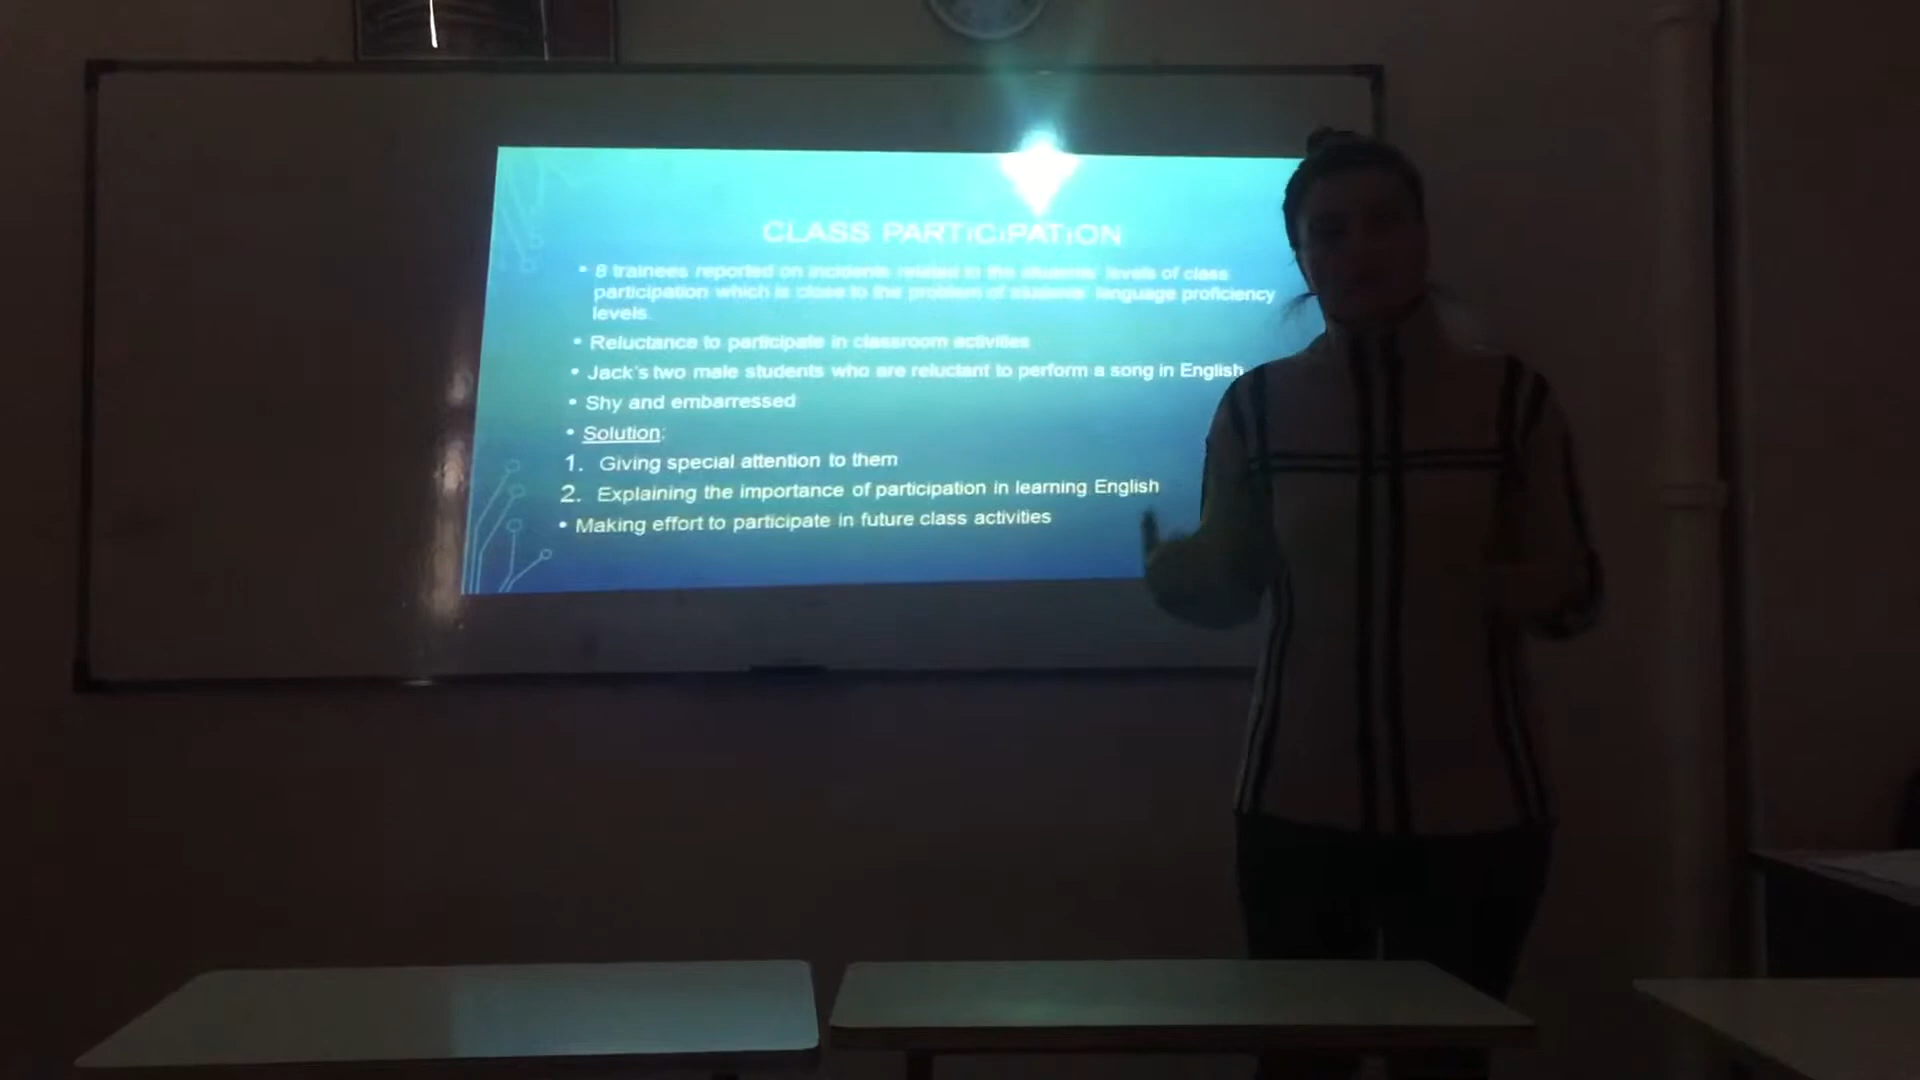 CLASS PARTiCiPATiON
• 8 trainees reported on incidents related to the students' levels of class
participation which is close to the problem of students' language proficiency
levels.
• Reluctance to participate in classroom activities
• Jack's two male students who are reluctant to perform a song in English
• Shy and embarressed
• Solution:
1. Giving special attention to them
2. Explaining the importance of participation in learning English
• Making effort to participate in future class activities